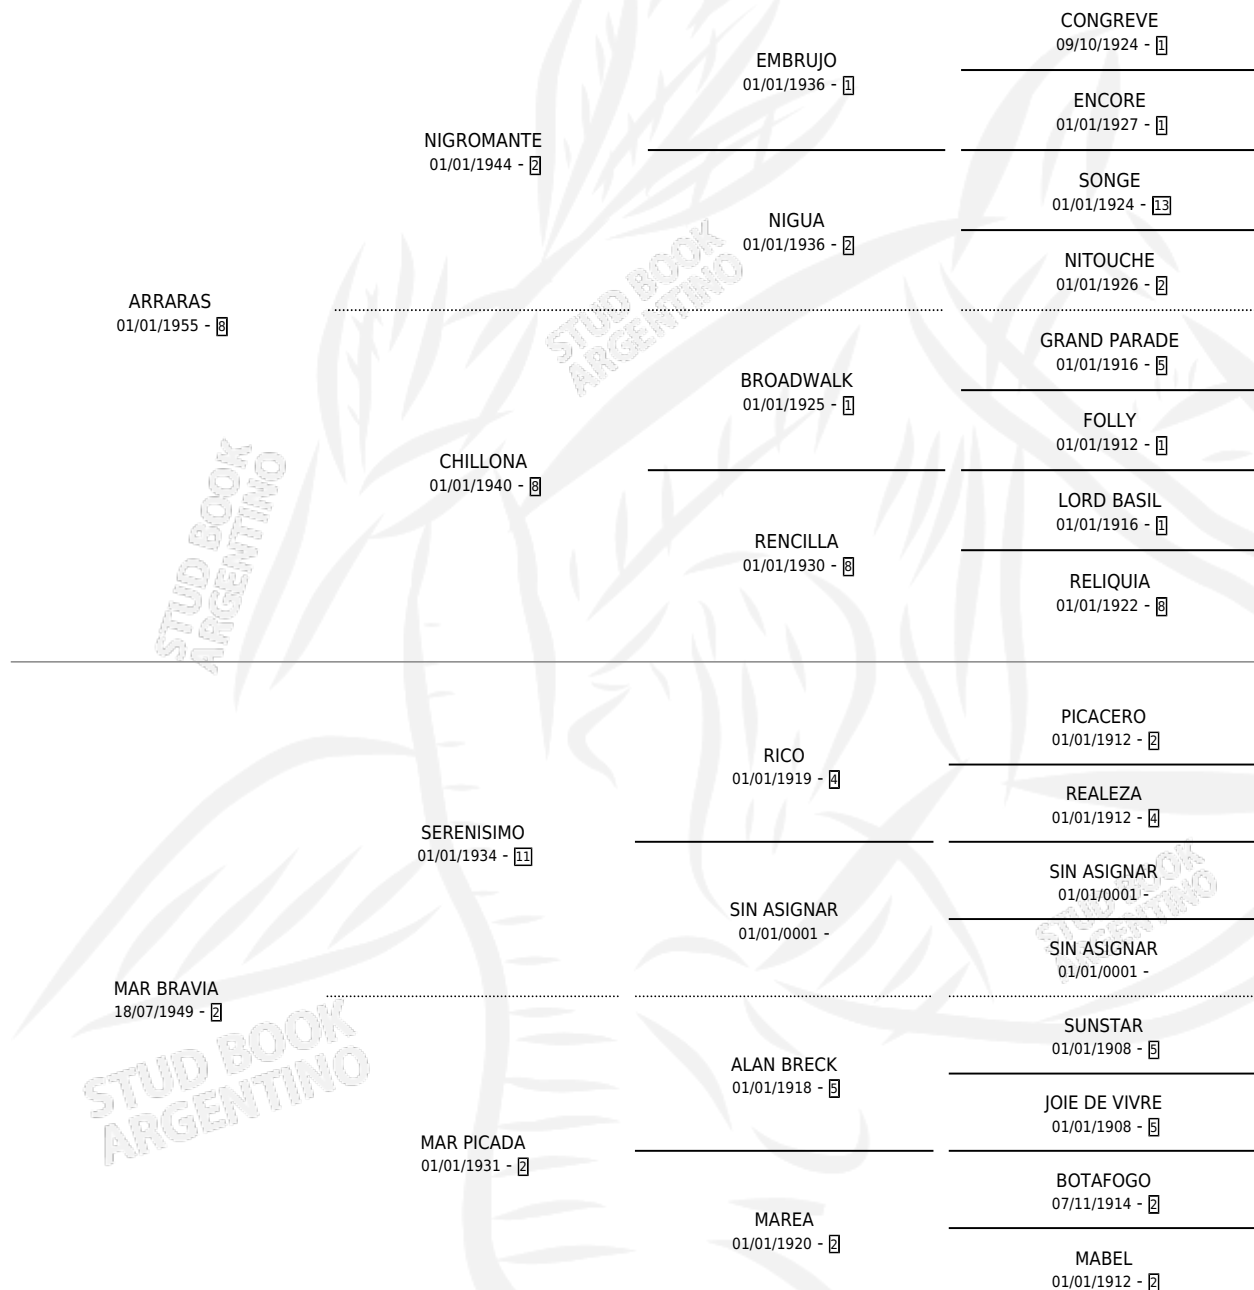 CONGREVE
09/10/1924 - 1
EMBRUJO
01/01/1936 - 1
ENCORE
01/01/1927 - 1
NIGROMANTE
01/01/1944 - 2
SONGE
01/01/1924 - 13
NIGUA
01/01/1936 - 2
NITOUCHE
01/01/1926 - 2
ARRARAS
01/01/1955 - 8
STUD BOOK
ARGENTINO
GRAND PARADE
01/01/1916 - 5
BROADWALK
01/01/1925 - 1
FOLLY
01/01/1912 - 1
CHILLONA
01/01/1940 - 8
LORD BASIL
01/01/1916 - 1
RENCILLA
01/01/1930 - 8
RELIQUIA
01/01/1922 - 8
STUD BOOK
ARGENTINO
PICACERO
01/01/1912 - 2
RICO
01/01/1919 - 4
REALEZA
01/01/1912 - 4
SERENISIMO
01/01/1934 - 11
SIN ASIGNAR
01/01/0001 -
SIN ASIGNAR
01/01/0001 -
SIN ASIGNAR
01/01/0001 -
STUD BOOK
ARGENTINO
MAR BRAVIA
18/07/1949 - 2
STUD BOOK
ARGENTINO
SUNSTAR
01/01/1908 - 5
ALAN BRECK
01/01/1918 - 5
JOIE DE VIVRE
01/01/1908 - 5
MAR PICADA
01/01/1931 - 2
BOTAFOGO
07/11/1914 - 2
MAREA
01/01/1920 - 2
MABEL
01/01/1912 - 2